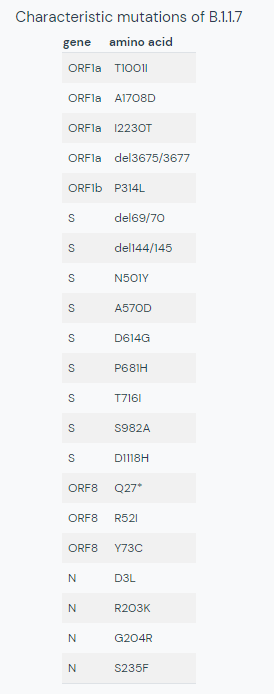 Characteristic mutations of B.1.1.7
gene amino acid
ORF1a T1001I
ORF1a A1708D
ORF1a I2230T
ORF1a del3675/3677
ORF1b P314L
S del69/70
S del144/145
S N501Y
S A570D
S D614G
S P681H
S T716I
S S982A
S D1118H
ORF8 Q27*
ORF8 R52I
ORF8 Y73C
N D3L
N R203K
N G204R
N S235F